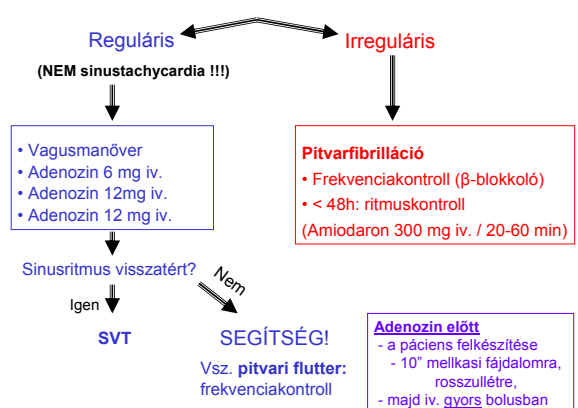 Reguláris
(NEM sinustachycardia !!!)
• Vagusmanőver
• Adenozin 6 mg iv.
• Adenozin 12mg iv.
• Adenozin 12 mg iv.
Sinusritmus visszatért?
Igen
SVT
Nem
SEGÍTSÉG!
Vsz. pitvari flutter:
frekvenciakontroll
Irreguláris
Pitvarfibrilláció
• Frekvenciakontroll (β-blokkoló)
• < 48h: ritmuskontroll
(Amiodaron 300 mg iv. / 20-60 min)
Adenozin előtt
- a páciens felkészítése
- 10” mellkasi fájdalomra,
rosszullétre,
- majd iv. gyors bolusban